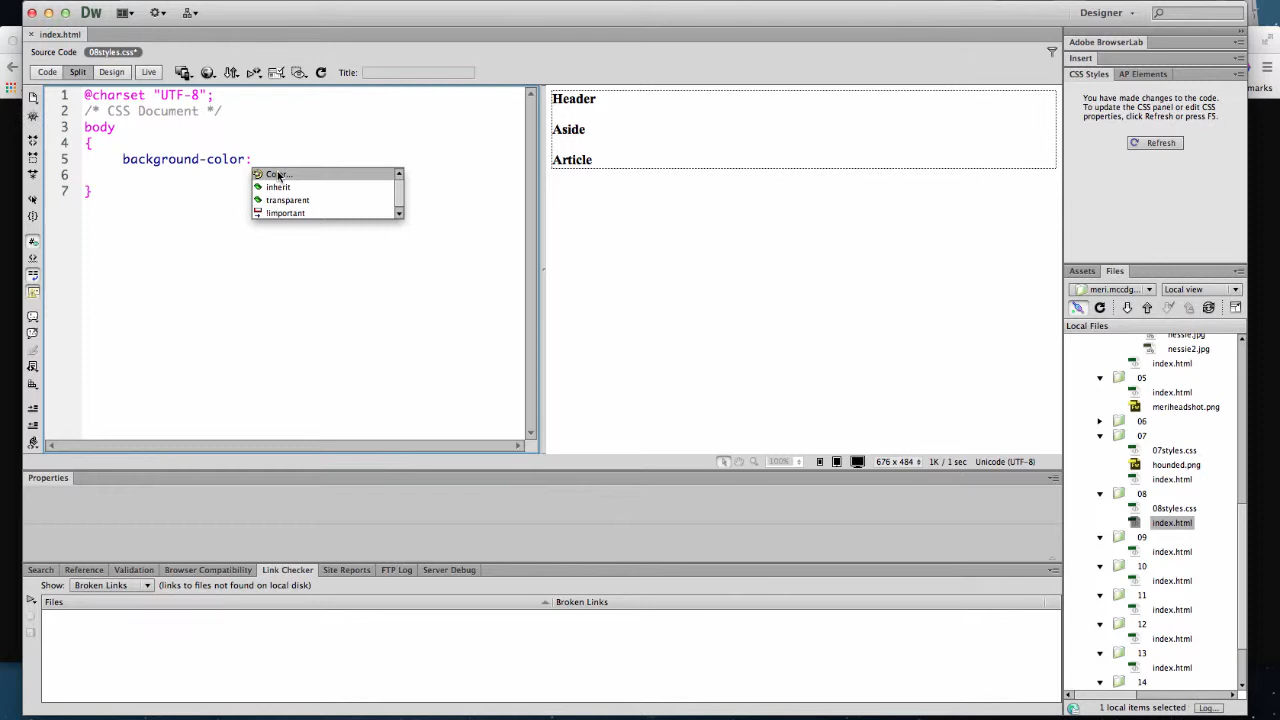 Dw
Designer
index.html
Source Code 08styles.css*
Code Split Design Live Title:
1 @charset "UTF-8";
2 /* CSS Document */
3 body
4 {
5 background-color:
6
7 }
inherit
transparent
!important
Header
Aside
Article
Adobe BrowserLab
Insert
CSS Styles AP Elements
You have made changes to the code.
To update the CSS panel or edit CSS
properties, click Refresh or press F5.
Refresh
Assets Files
meri.mccdg... Local view
Local Files
nessie.jpg
nessie2.jpg
index.html
05
index.html
meriheadshot.png
06
07
07styles.css
hounded.png
index.html
08
08styles.css
index.html
09
index.html
10
index.html
11
index.html
12
index.html
13
index.html
14
1 local items selected Log...
100% 676 x 484 1K / 1 sec Unicode (UTF-8)
Properties
Search Reference Validation Browser Compatibility Link Checker Site Reports FTP Log Server Debug
Show: Broken Links (links to files not found on local disk)
Files Broken Links